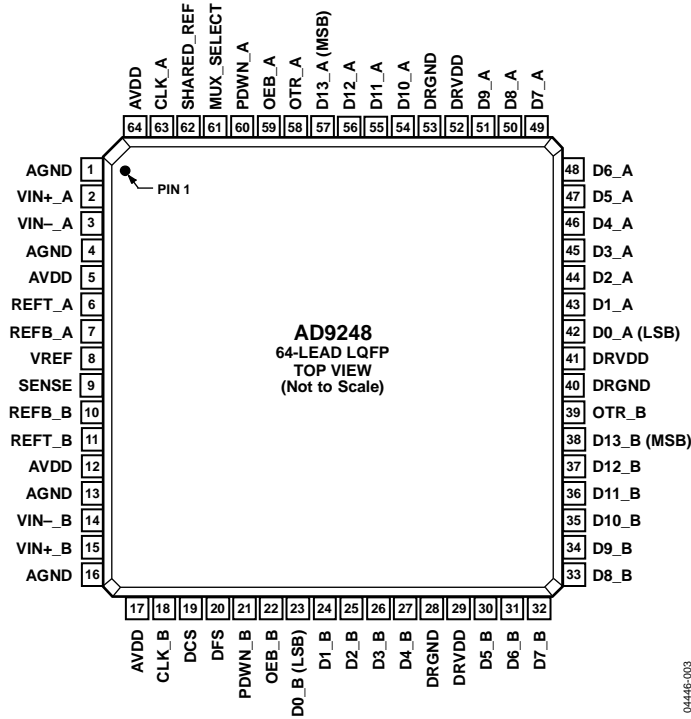 AVDD
CLK_A
SHARED_REF
MUX_SELECT
PDWN_A
OEB_A
OTR_A
D13_A (MSB)
D12_A
D11_A
D10_A
DRGND
DRVDD
D9_A
D8_A
D7_A
64 63 62 61 60 59 58 57 56 55 54 53 52 51 50 49
PIN 1
AGND 1
VIN+_A 2
VIN–_A 3
AGND 4
AVDD 5
REFT_A 6
REFB_A 7
VREF 8
SENSE 9
REFB_B 10
REFT_B 11
AVDD 12
AGND 13
VIN–_B 14
VIN+_B 15
AGND 16
AD9248
64-LEAD LQFP
TOP VIEW
(Not to Scale)
48 D6_A
47 D5_A
46 D4_A
45 D3_A
44 D2_A
43 D1_A
42 D0_A (LSB)
41 DRVDD
40 DRGND
39 OTR_B
38 D13_B (MSB)
37 D12_B
36 D11_B
35 D10_B
34 D9_B
33 D8_B
17 18 19 20 21 22 23 24 25 26 27 28 29 30 31 32
AVDD
CLK_B
DCS
DFS
PDWN_B
OEB_B
D0_B (LSB)
D1_B
D2_B
D3_B
D4_B
DRGND
DRVDD
D5_B
D6_B
D7_B
04446-003